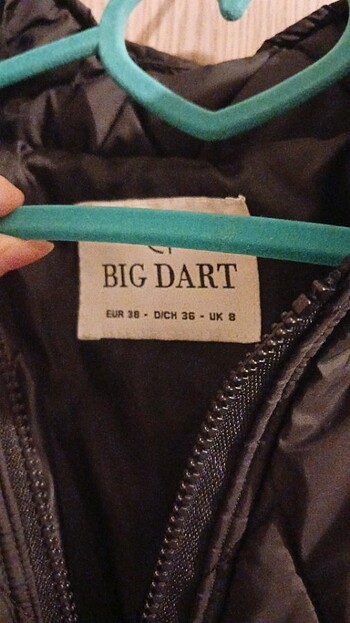 BIG DART
EUR 38 - D/CH 36 - UK 8